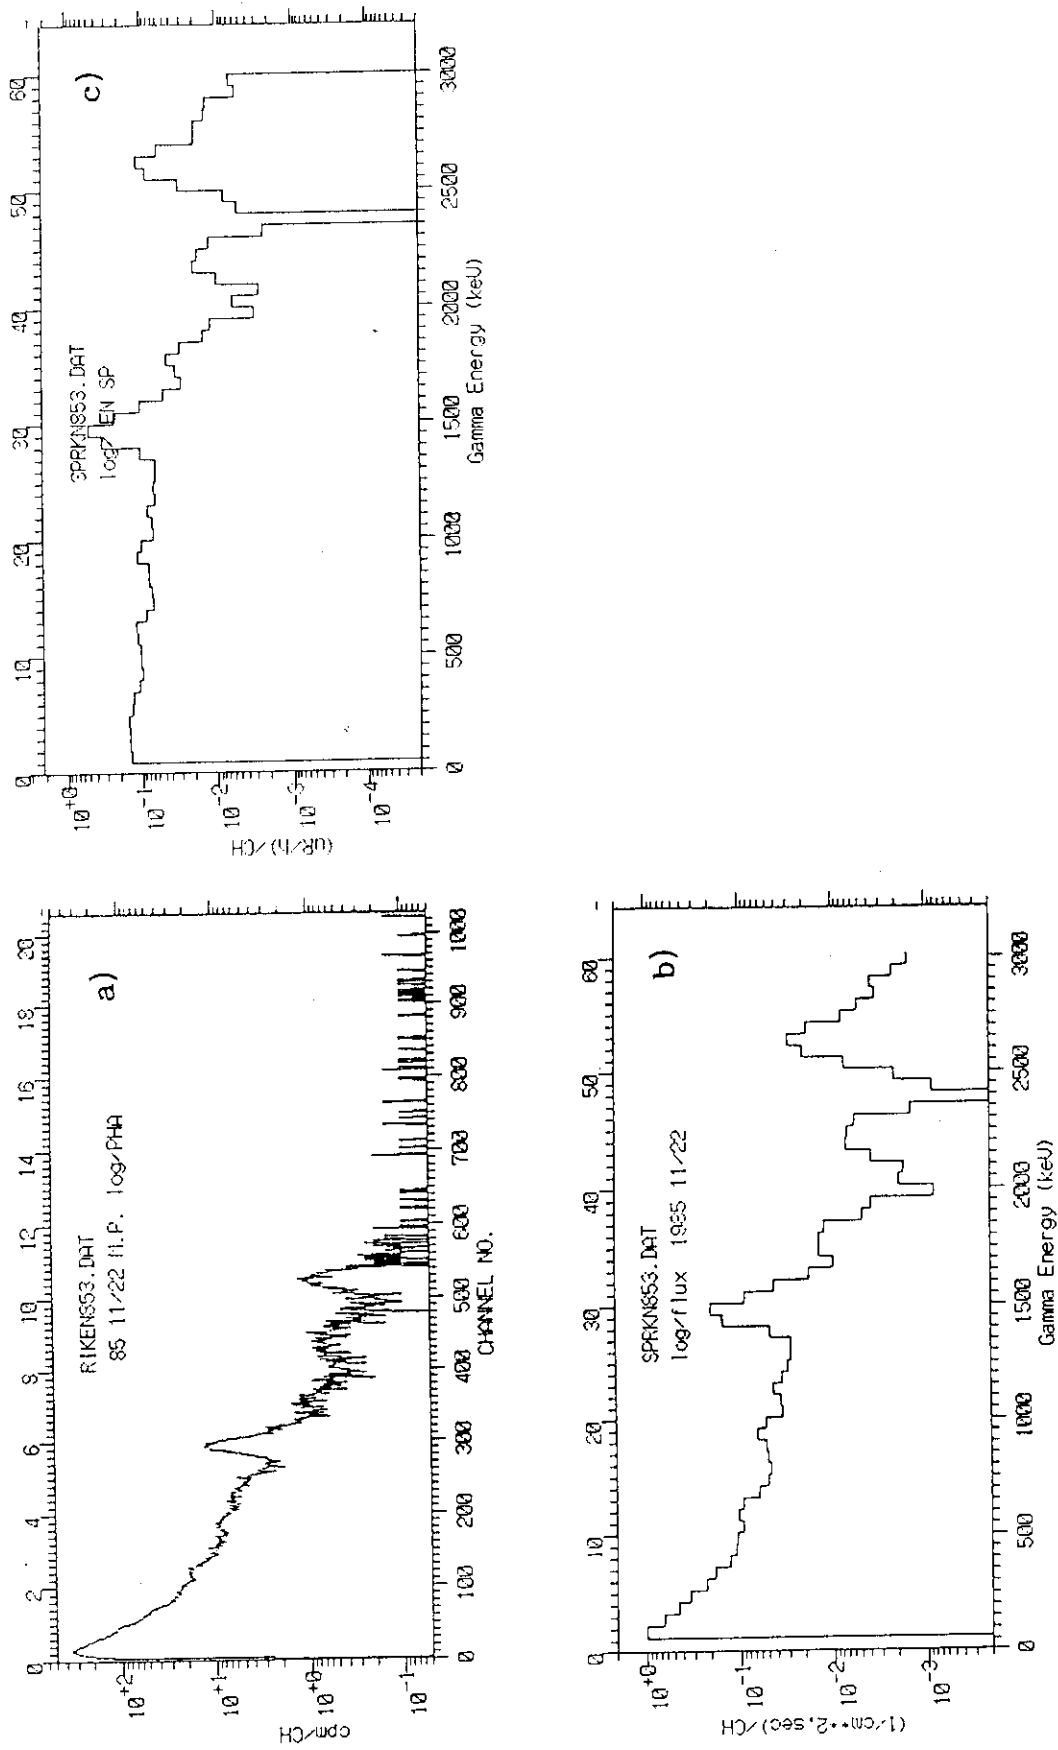 a)
RIKEN853.DAT
85 11/22 M.P. log/PHA
0 2 4 6 8 10 12 14 16 18 20
10+2
10+1
10+0
10-1
cpm/CH
0 100 200 300 400 500 600 700 800 900 1000
CHANNEL NO.
b)
SPRKN853.DAT
log/flux 1985 11/22
0 10 20 30 40 50 60
10+0
10-1
10-2
10-3
(1/cm**2,sec)/CH
0 500 1000 1500 2000 2500 3000
Gamma Energy (keV)
c)
SPRKN853.DAT
log/ EN SP
0 10 20 30 40 50 60
10+0
10-1
10-2
10-3
10-4
(uR/h)/CH
0 500 1000 1500 2000 2500 3000
Gamma Energy (keV)